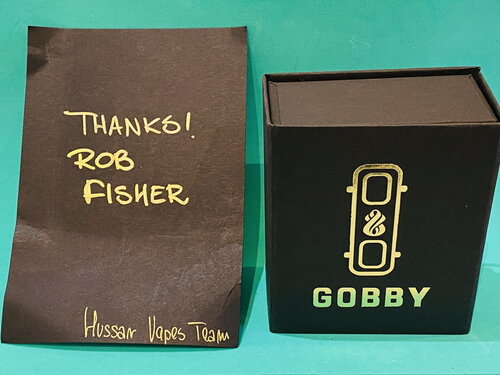 THANKS!
ROB
FISHER
Hussar Vapes Team
GOBBY